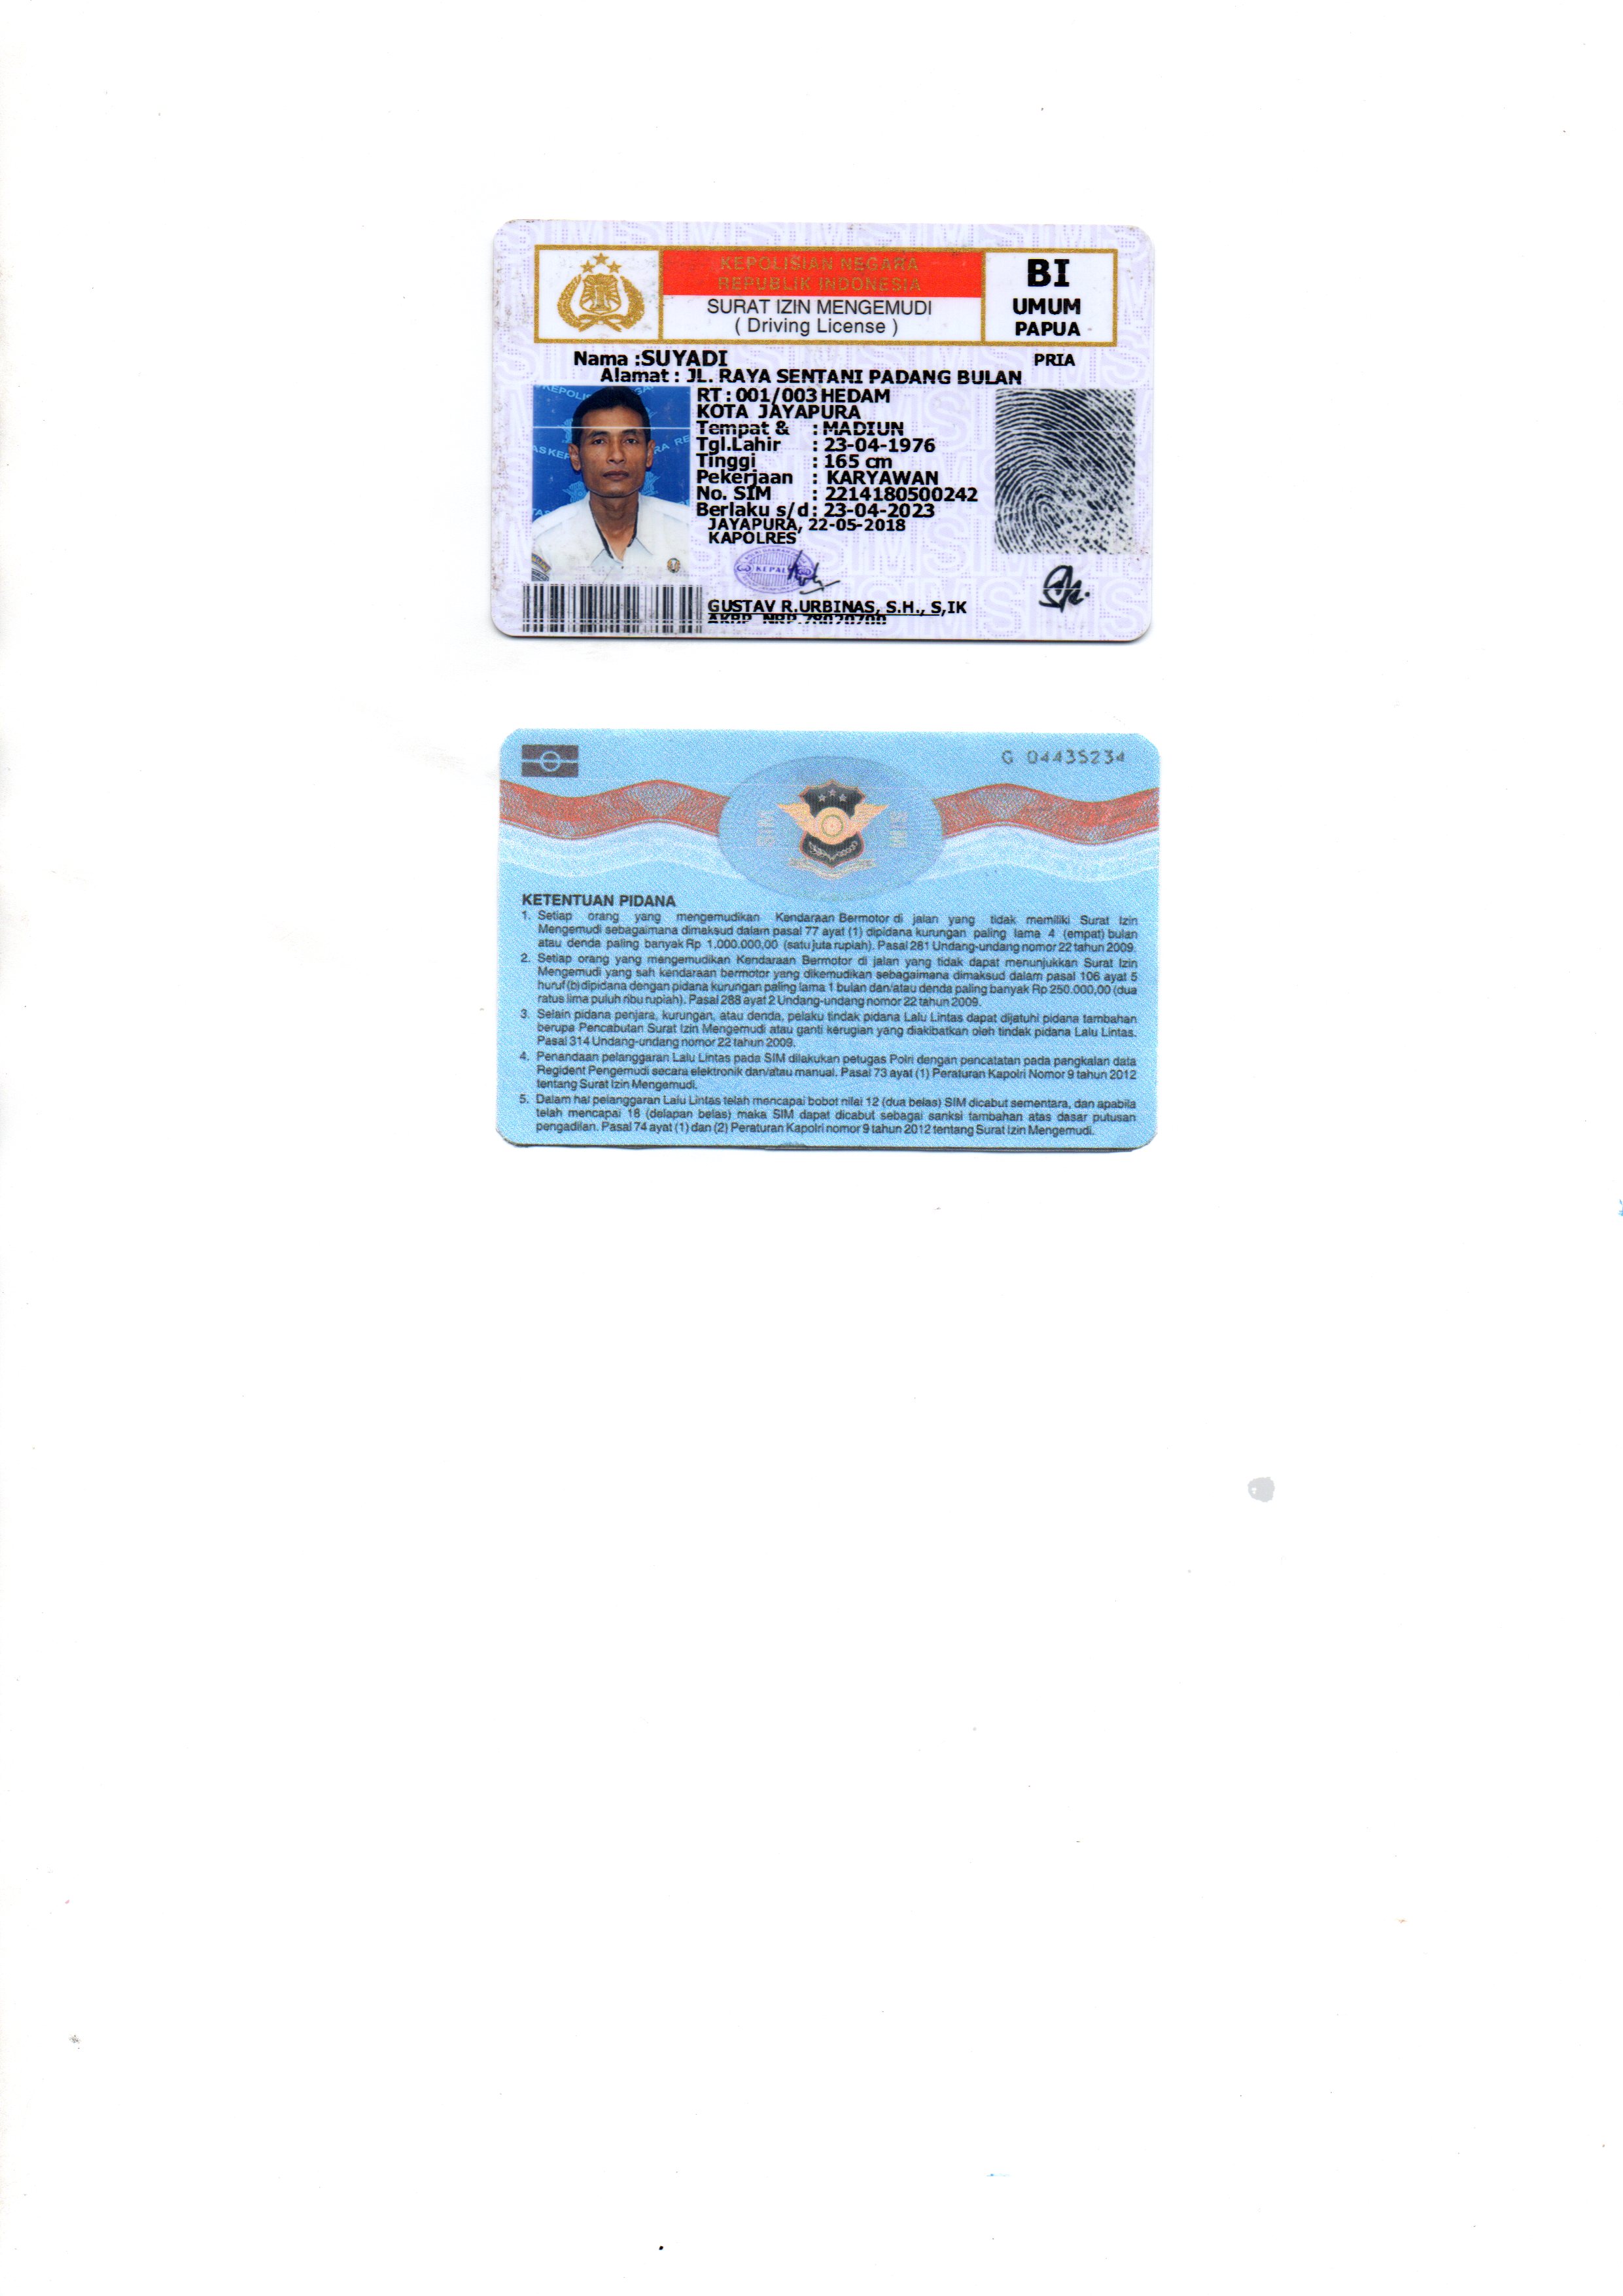 KEPOLISIAN NEGARA
REPUBLIK INDONESIA
SURAT IZIN MENGEMUDI
( Driving License )
BI
UMUM
PAPUA
Nama :SUYADI
PRIA
Alamat : JL. RAYA SENTANI PADANG BULAN
RT : 001/003 HEDAM
KOTA JAYAPURA
Tempat & : MADIUN
Tgl.Lahir : 23-04-1976
Tinggi : 165 cm
Pekerjaan : KARYAWAN
No. SIM : 2214180500242
Berlaku s/d : 23-04-2023
JAYAPURA, 22-05-2018
KAPOLRES
GUSTAV R.URBINAS, S.H., S,IK
AKBP NRP.
G 04435234
SIM
SIM
KETENTUAN PIDANA
1. Setiap orang yang mengemudikan Kendaraan Bermotor di jalan yang tidak memiliki Surat Izin
Mengemudi sebagaimana dimaksud dalam pasal 77 ayat (1) dipidana kurungan paling lama 4 (empat) bulan
atau denda paling banyak Rp 1.000.000,00 (satu juta rupiah). Pasal 281 Undang-undang nomor 22 tahun 2009.
2. Setiap orang yang mengemudikan Kendaraan Bermotor di jalan yang tidak dapat menunjukkan Surat Izin
Mengemudi yang sah kendaraan bermotor yang dikemudikan sebagaimana dimaksud dalam pasal 106 ayat 5
huruf (b) dipidana dengan pidana kurungan paling lama 1 bulan dan/atau denda paling banyak Rp 250.000,00 (dua
ratus lima puluh ribu rupiah). Pasal 288 ayat 2 Undang-undang nomor 22 tahun 2009.
3. Selain pidana penjara, kurungan, atau denda, pelaku tindak pidana Lalu Lintas dapat dijatuhi pidana tambahan
berupa Pencabutan Surat Izin Mengemudi atau ganti kerugian yang diakibatkan oleh tindak pidana Lalu Lintas.
Pasal 314 Undang-undang nomor 22 tahun 2009.
4. Penandaan pelanggaran Lalu Lintas pada SIM dilakukan petugas Polri dengan pencatatan pada pangkalan data
Regident Pengemudi secara elektronik dan/atau manual. Pasal 73 ayat (1) Peraturan Kapolri Nomor 9 tahun 2012
tentang Surat Izin Mengemudi.
5. Dalam hal pelanggaran Lalu Lintas telah mencapai bobot nilai 12 (dua belas) SIM dicabut sementara, dan apabila
telah mencapai 18 (delapan belas) maka SIM dapat dicabut sebagai sanksi tambahan atas dasar putusan
pengadilan. Pasal 74 ayat (1) dan (2) Peraturan Kapolri nomor 9 tahun 2012 tentang Surat Izin Mengemudi.